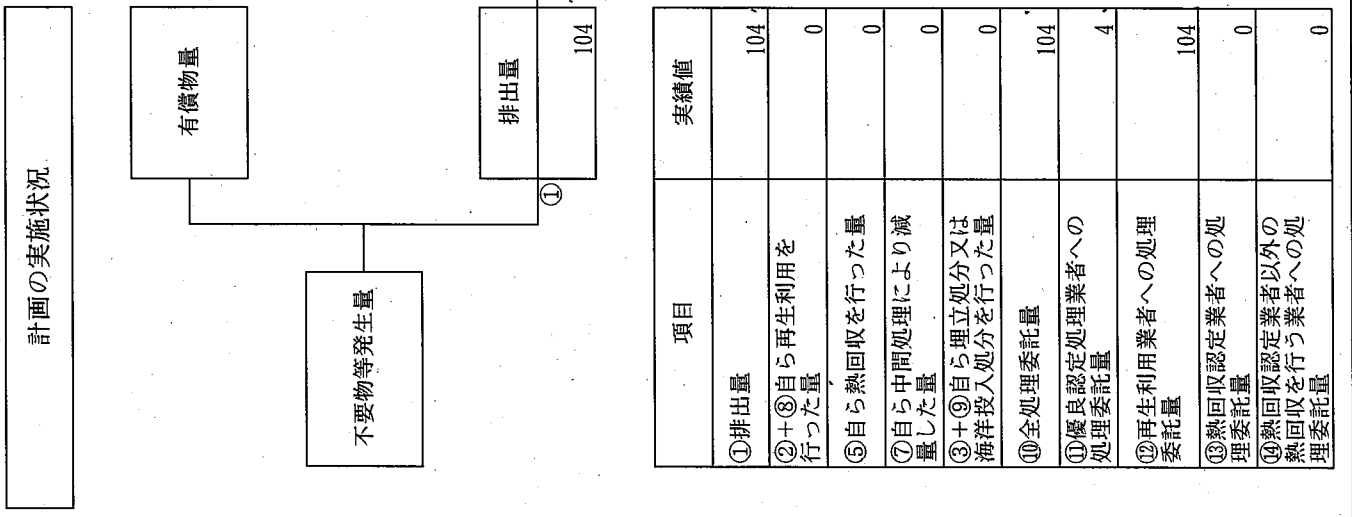 計画の実施状況
有償物量
不要物等発生量
排出量
①
104
項目
実績値
①排出量
104
②+⑧自ら再生利用を
行った量
0
⑤自ら熱回収を行った量
0
⑦自ら中間処理により減
量した量
0
③+⑨自ら埋立処分又は
海洋投入処分を行った量
0
⑩全処理委託量
104
⑪優良認定処理業者への
処理委託量
4
⑫再生利用業者への処理
委託量
104
⑬熱回収認定業者への処
理委託量
0
⑭熱回収認定業者以外の
熱回収を行う業者への処
理委託量
0